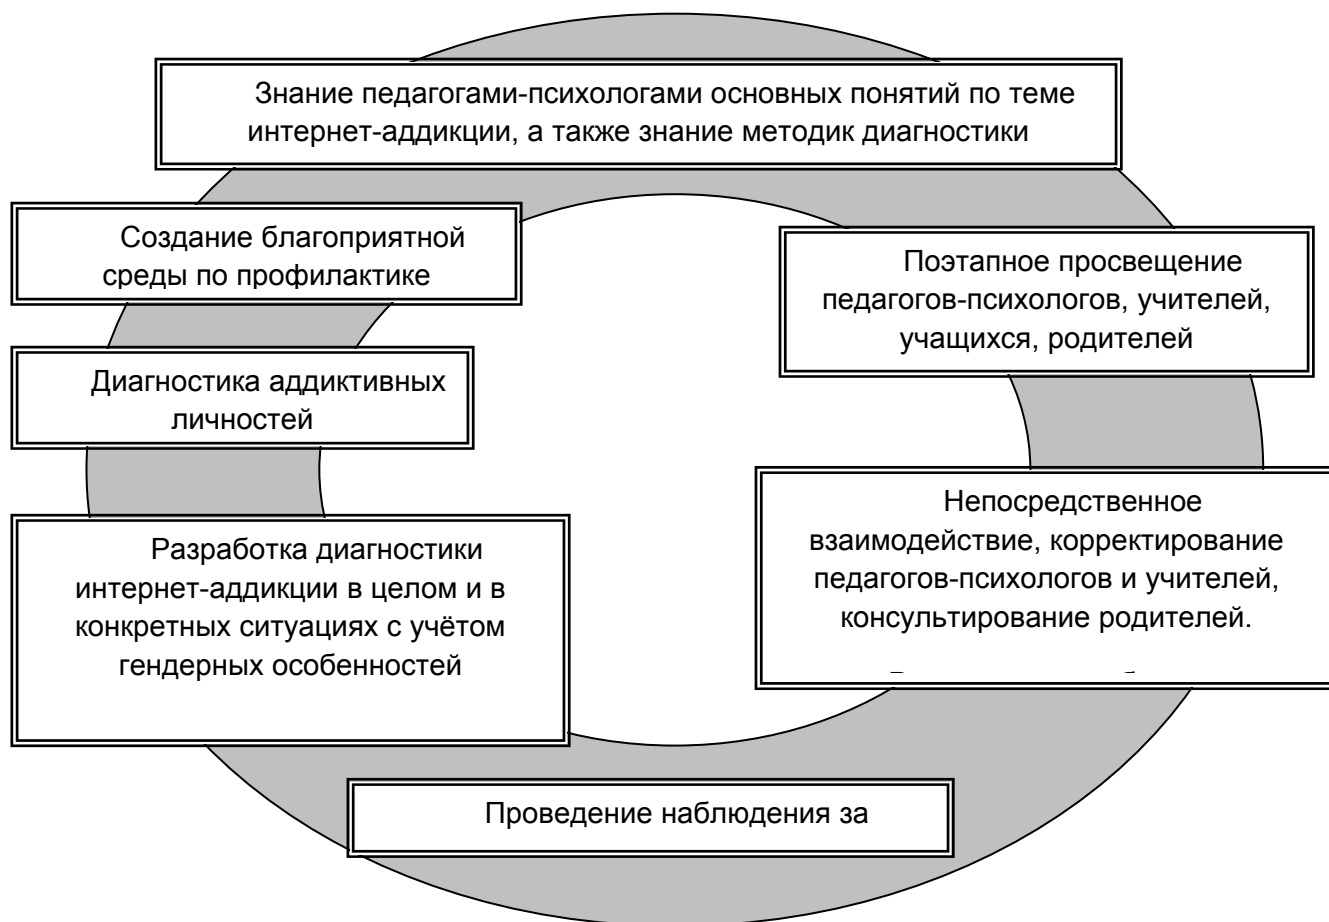 Знание педагогами-психологами основных понятий по теме
интернет-аддикции, а также знание методик диагностики
Создание благоприятной
среды по профилактике
Поэтапное просвещение
педагогов-психологов, учителей,
учащихся, родителей
Диагностика аддиктивных
личностей
Непосредственное
взаимодействие, корректирование
педагогов-психологов и учителей,
консультирование родителей.
Разработка диагностики
интернет-аддикции в целом и в
конкретных ситуациях с учётом
гендерных особенностей
Проведение наблюдения за